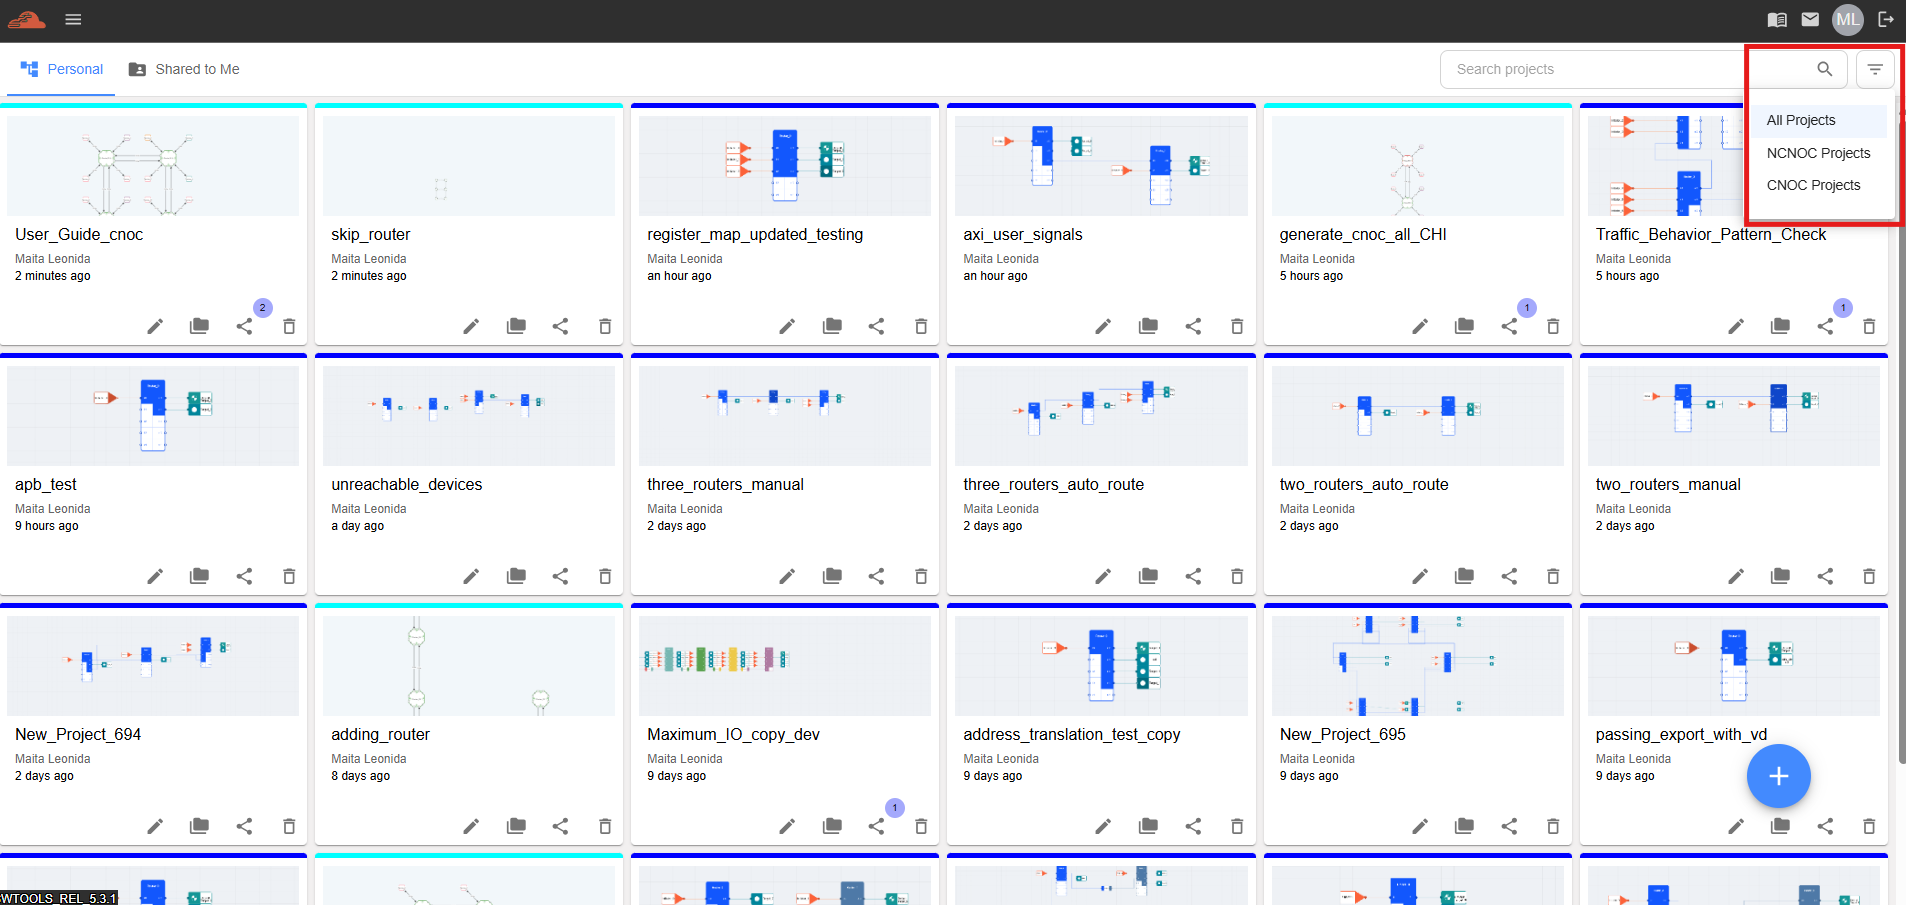 ML
Personal
Shared to Me
Search projects
All Projects
NCNOC Projects
CNOC Projects
User_Guide_cnoc
Maita Leonida
2 minutes ago
2
skip_router
Maita Leonida
2 minutes ago
register_map_updated_testing
Maita Leonida
an hour ago
axi_user_signals
Maita Leonida
an hour ago
generate_cnoc_all_CHI
Maita Leonida
5 hours ago
1
Traffic_Behavior_Pattern_Check
Maita Leonida
5 hours ago
1
apb_test
Maita Leonida
9 hours ago
unreachable_devices
Maita Leonida
a day ago
three_routers_manual
Maita Leonida
2 days ago
three_routers_auto_route
Maita Leonida
2 days ago
two_routers_auto_route
Maita Leonida
2 days ago
two_routers_manual
Maita Leonida
2 days ago
New_Project_694
Maita Leonida
2 days ago
adding_router
Maita Leonida
8 days ago
Maximum_IO_copy_dev
Maita Leonida
9 days ago
1
address_translation_test_copy
Maita Leonida
9 days ago
New_Project_695
Maita Leonida
9 days ago
passing_export_with_vd
Maita Leonida
9 days ago
WTOOLS_REL_5.3.1